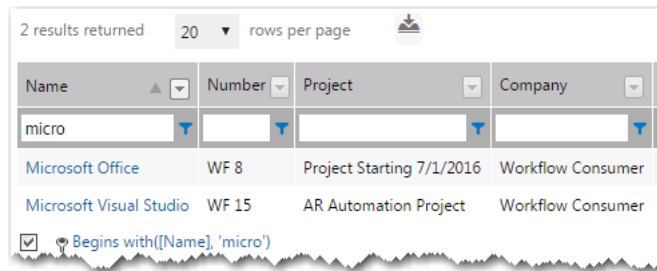 2 results returned 20 rows per page
Name Number Project Company
micro
Microsoft Office WF 8 Project Starting 7/1/2016 Workflow Consumer
Microsoft Visual Studio WF 15 AR Automation Project Workflow Consumer
Begins with([Name], 'micro')